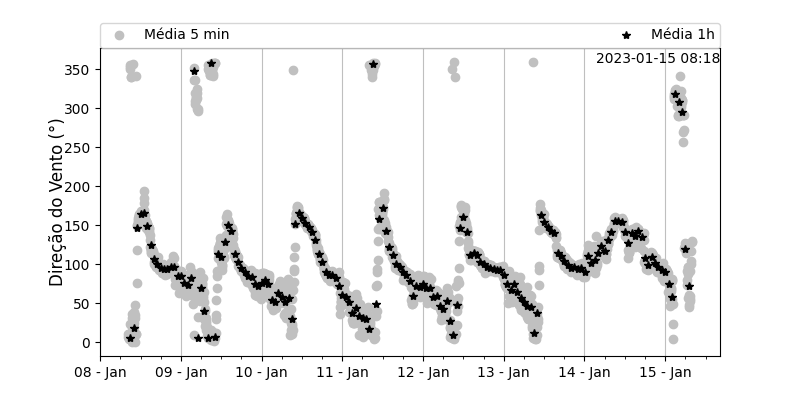 Média 5 min
Média 1h
2023-01-15 08:18
Direção do Vento (°)
350
300
250
200
150
100
50
0
08 - Jan
09 - Jan
10 - Jan
11 - Jan
12 - Jan
13 - Jan
14 - Jan
15 - Jan